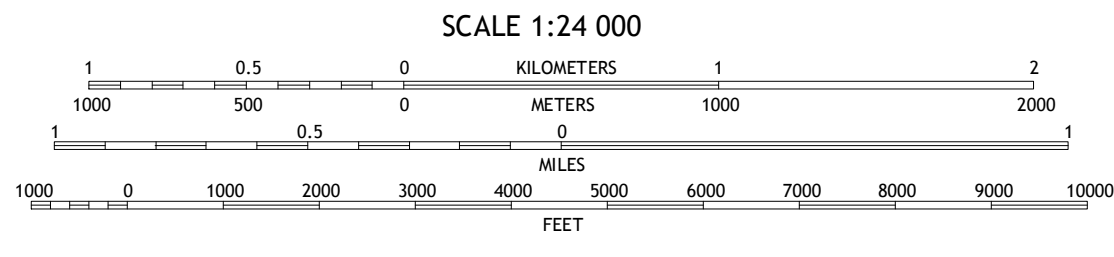 SCALE 1:24 000
1 0.5 0 KILOMETERS 1 2
1000 500 0 METERS 1000 2000
1 0.5 0 1
MILES
1000 0 1000 2000 3000 4000 5000 6000 7000 8000 9000 10000
FEET